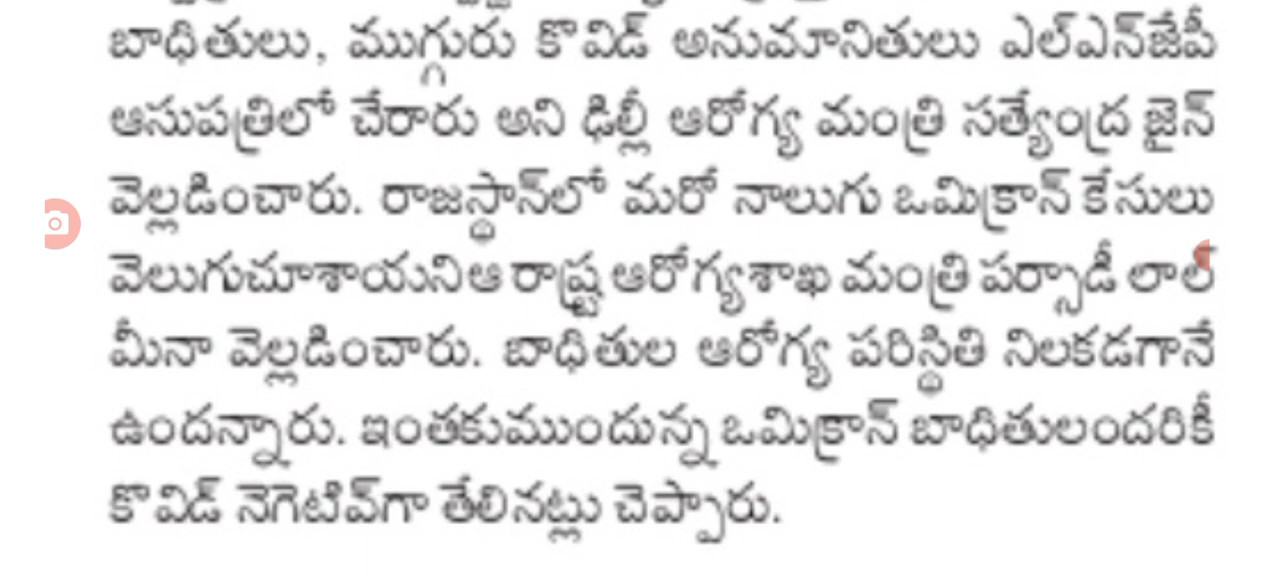 బాధితులు, ముగ్గురు కొవిడ్ అనుమానితులు ఎల్ఎన్‌జేపీ
ఆసుపత్రిలో చేరారు అని ఢిల్లీ ఆరోగ్య మంత్రి సత్యేంద్ర జైన్
వెల్లడించారు. రాజస్థాన్‌లో మరో నాలుగు ఒమిక్రాన్ కేసులు
వెలుగుచూశాయని ఆ రాష్ట్ర ఆరోగ్యశాఖ మంత్రి పర్సాడీ లాల్
మీనా వెల్లడించారు. బాధితుల ఆరోగ్య పరిస్థితి నిలకడగానే
ఉందన్నారు. ఇంతకుముందున్న ఒమిక్రాన్ బాధితులందరికీ
కొవిడ్ నెగెటివ్‌గా తేలినట్లు చెప్పారు.